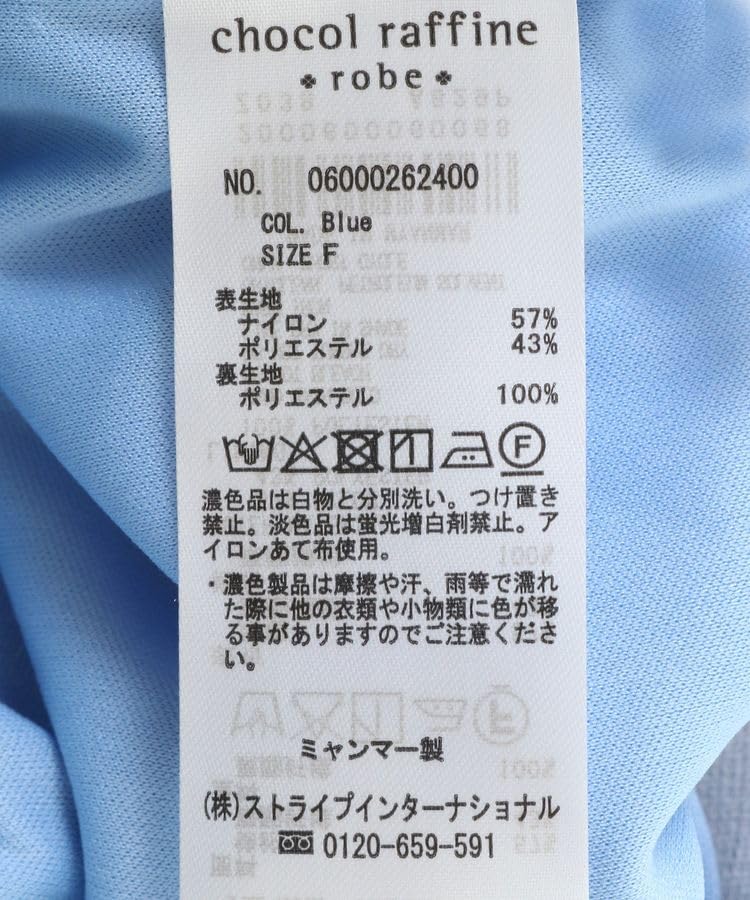 chocol raffine
robe
NO. 06000262400
COL. Blue
SIZE F
表生地
ナイロン 57%
ポリエステル 43%
裏生地
ポリエステル 100%
F
濃色品は白物と分別洗い。つけ置き
禁止。淡色品は蛍光増白剤禁止。ア
イロンあて布使用。
・濃色製品は摩擦や汗、雨等で濡れ
た際に他の衣類や小物類に色が移
る事がありますのでご注意くださ
い。
ミャンマー製
(株)ストライプインターナショナル
0120-659-591